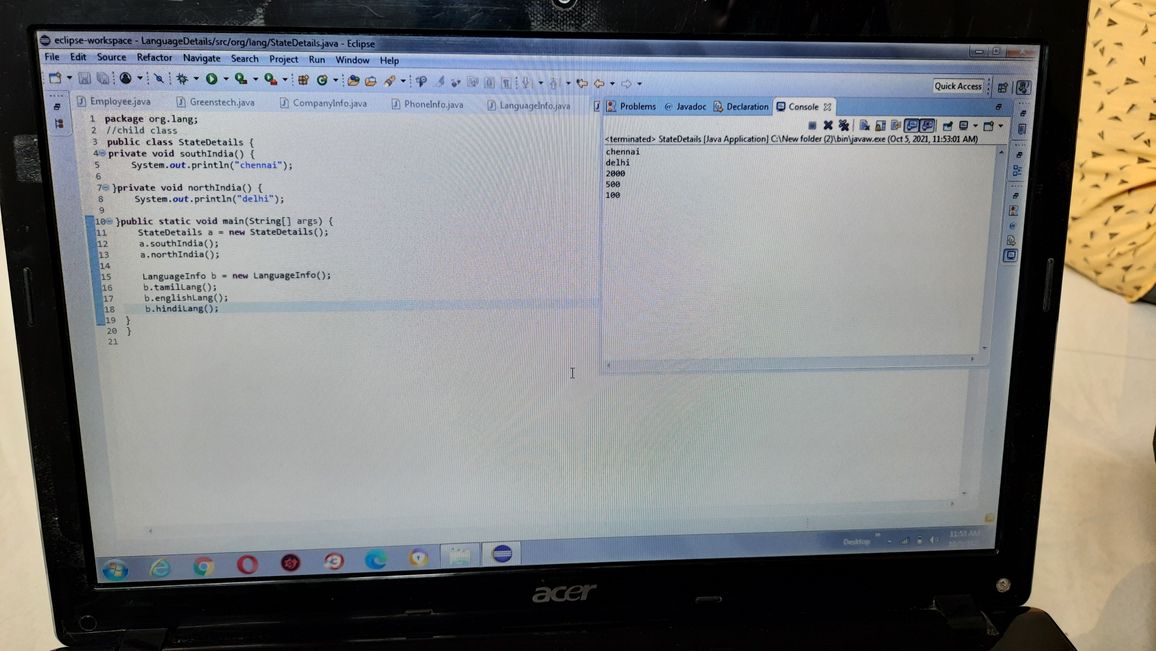 eclipse-workspace - LanguageDetails/src/org/lang/StateDetails.java - Eclipse
File Edit Source Refactor Navigate Search Project Run Window Help
Quick Access
Employee.java Greenstech.java CompanyInfo.java PhoneInfo.java LanguageInfo.java
1 package org.lang;
2 //child class
3 public class StateDetails {
4 private void southIndia() {
5 System.out.println("chennai");
6
7 }private void northIndia() {
8 System.out.println("delhi");
9
10 }public static void main(String[] args) {
11 StateDetails a = new StateDetails();
12 a.southIndia();
13 a.northIndia();
14
15 LanguageInfo b = new LanguageInfo();
16 b.tamilLang();
17 b.englishLang();
18 b.hindiLang();
19 }
20 }
21
Problems Javadoc Declaration Console
<terminated> StateDetails [Java Application] C:\New folder (2)\bin\javaw.exe (Oct 5, 2021, 11:53:01 AM)
chennai
delhi
2000
500
100
Desktop
11:53 AM
acer